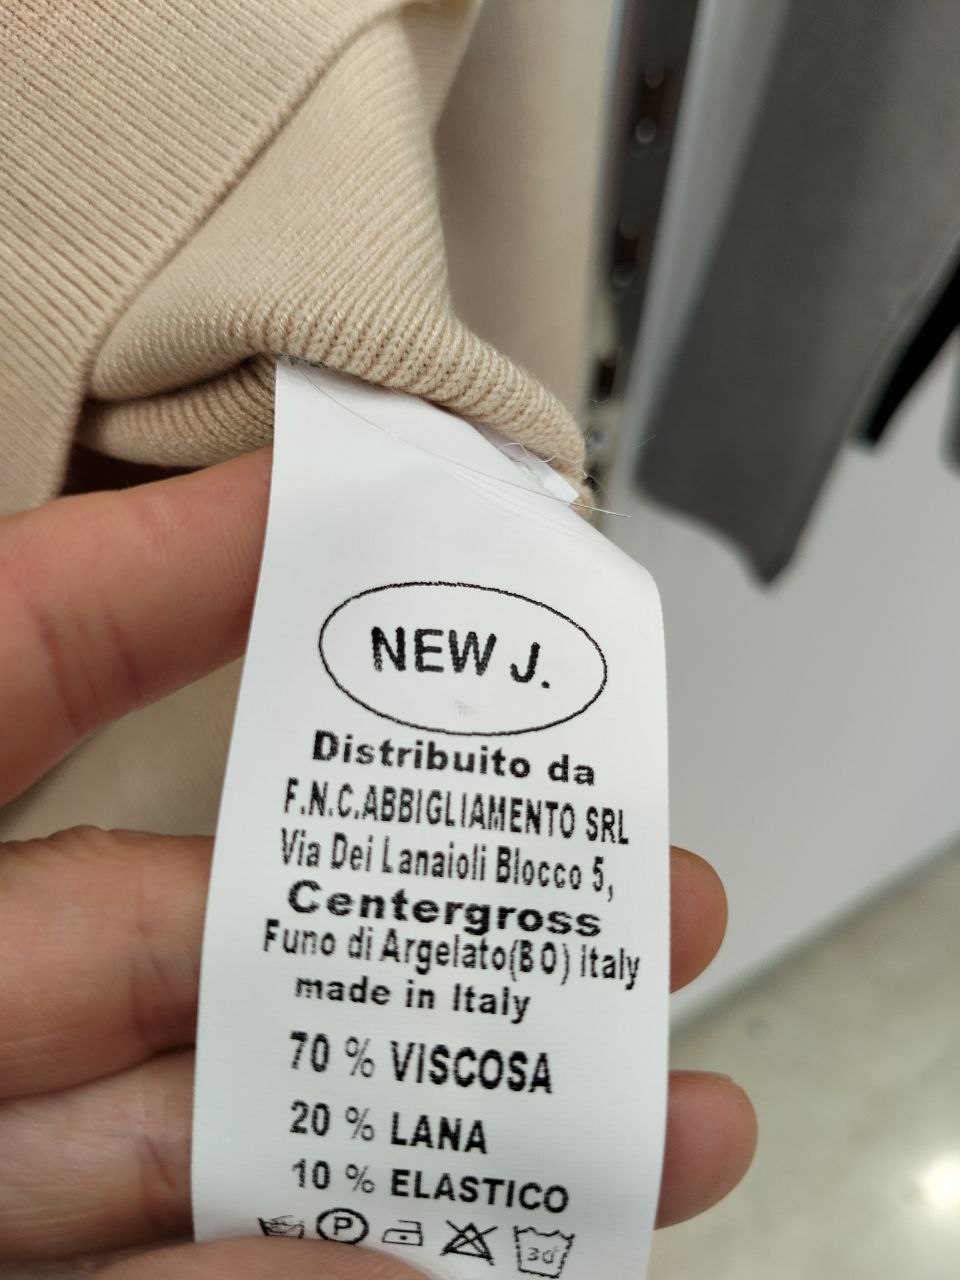 NEW J.
Distribuito da
F.N.C.ABBIGLIAMENTO SRL
Via Dei Lanaioli Blocco 5,
Centergross
Funo di Argelato(BO) italy
made in Italy
70 % VISCOSA
20 % LANA
10 % ELASTICO
P 30°